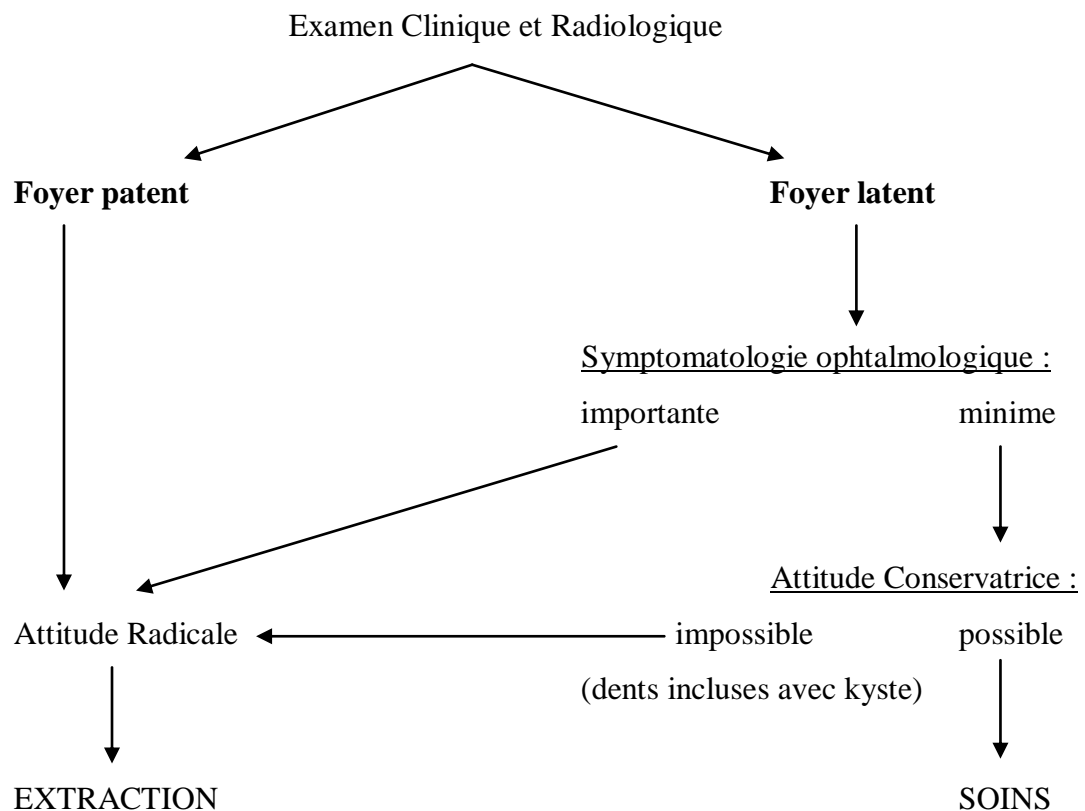 Examen Clinique et Radiologique
Foyer patent Foyer latent
Symptomatologie ophtalmologique :
importante minime
Attitude Conservatrice :
Attitude Radicale impossible possible
(dents incluses avec kyste)
EXTRACTION SOINS